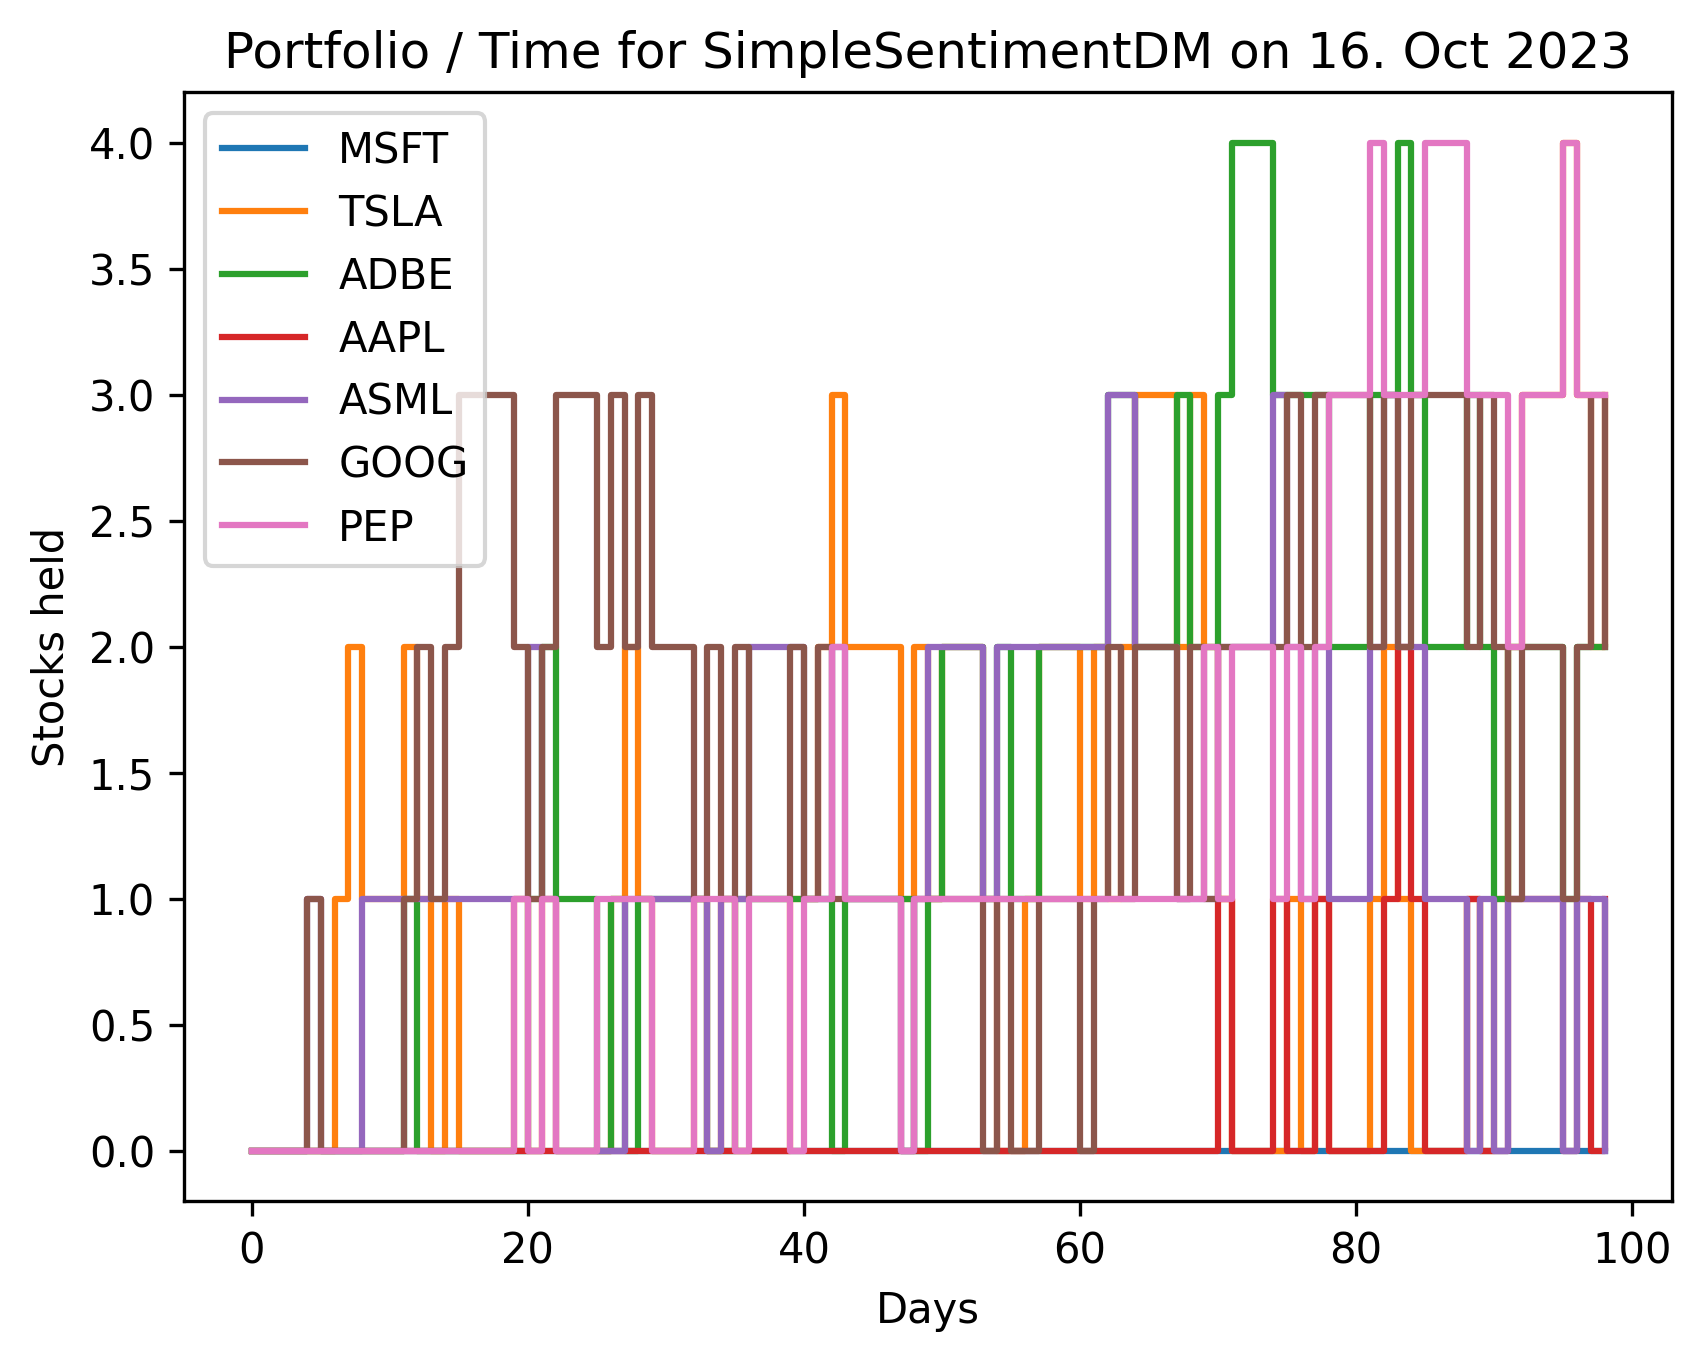 Portfolio / Time for SimpleSentimentDM on 16. Oct 2023
MSFT
TSLA
ADBE
AAPL
ASML
GOOG
PEP
Stocks held
4.0
3.5
3.0
2.5
2.0
1.5
1.0
0.5
0.0
0 20 40 60 80 100
Days